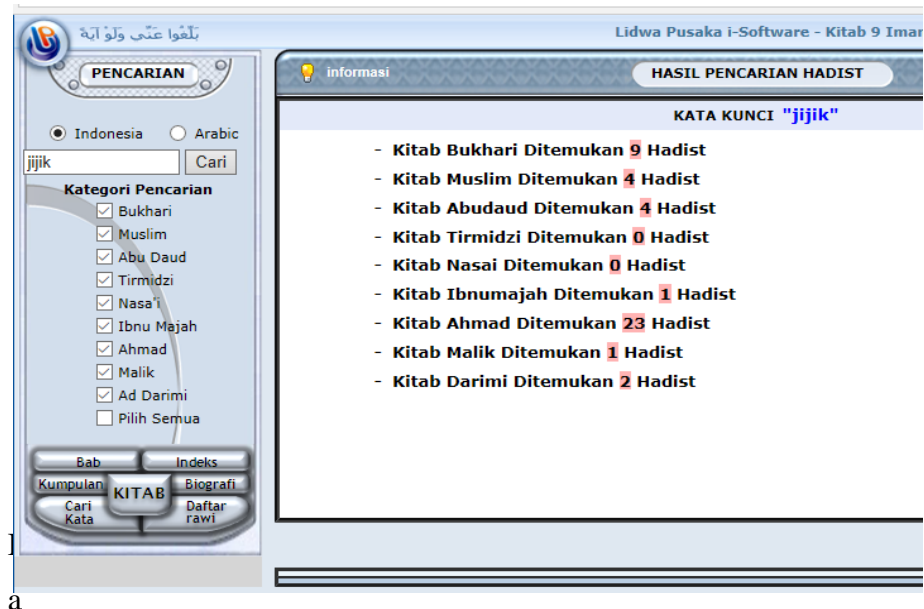 بَلِّغُوا عَنِّى وَلَوْ آيَةً
Lidwa Pusaka i-Software - Kitab 9 Imam
PENCARIAN
Indonesia
Arabic
jijik
Cari
Kategori Pencarian
Bukhari
Muslim
Abu Daud
Tirmidzi
Nasa'i
Ibnu Majah
Ahmad
Malik
Ad Darimi
Pilih Semua
Bab
Indeks
Kumpulan
KITAB
Biografi
Cari Kata
Daftar rawi
informasi
HASIL PENCARIAN HADIST
KATA KUNCI "jijik"
- Kitab Bukhari Ditemukan 9 Hadist
- Kitab Muslim Ditemukan 4 Hadist
- Kitab Abudaud Ditemukan 4 Hadist
- Kitab Tirmidzi Ditemukan 0 Hadist
- Kitab Nasai Ditemukan 0 Hadist
- Kitab Ibnumajah Ditemukan 1 Hadist
- Kitab Ahmad Ditemukan 23 Hadist
- Kitab Malik Ditemukan 1 Hadist
- Kitab Darimi Ditemukan 2 Hadist
a